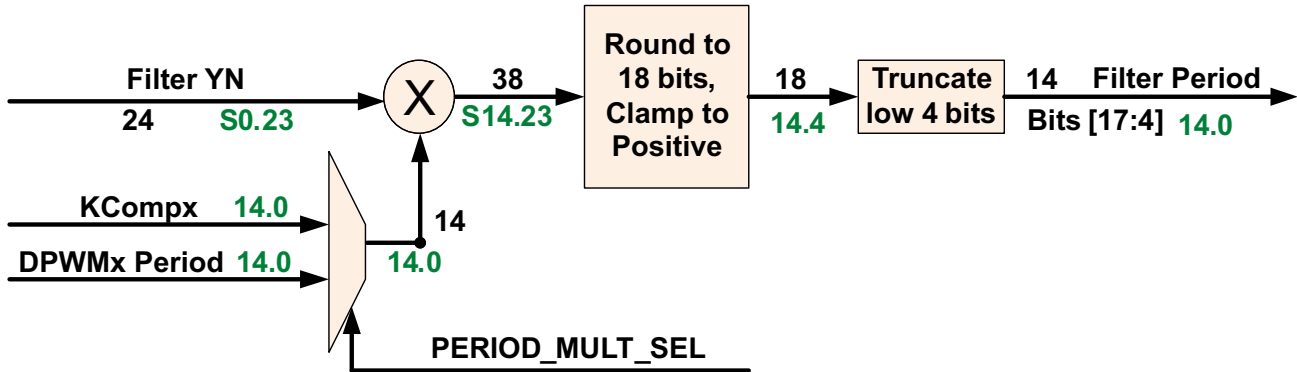 Filter YN
24 S0.23
X
38
S14.23
Round to
18 bits,
Clamp to
Positive
18
14.4
Truncate
low 4 bits
14 Filter Period
Bits [17:4] 14.0
KCompx 14.0
DPWMx Period 14.0
14
14.0
PERIOD_MULT_SEL